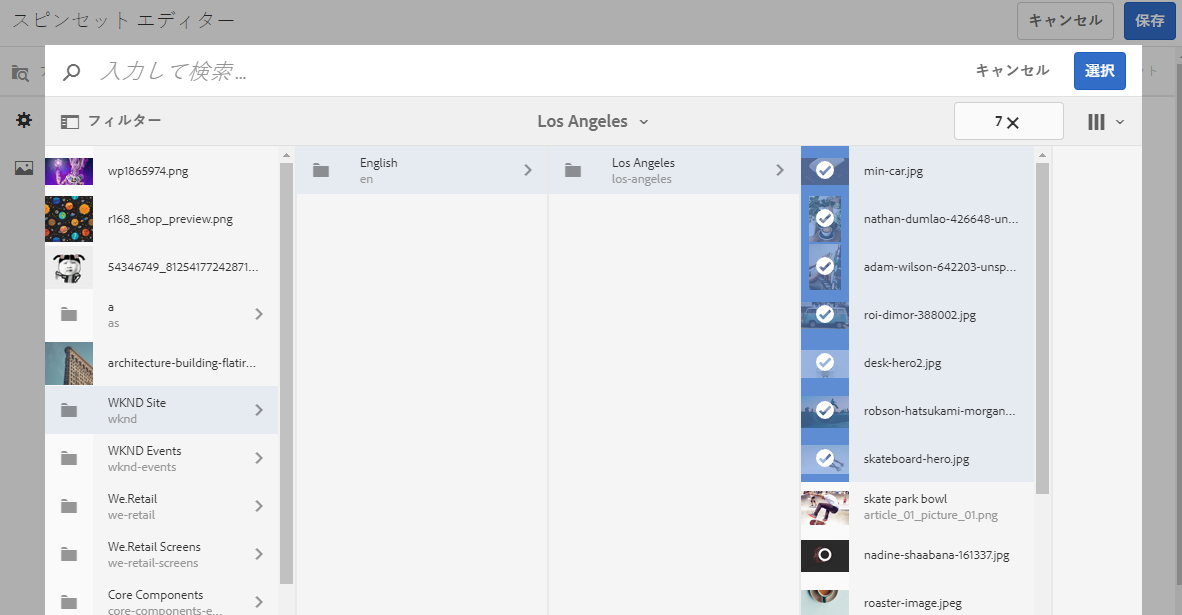 スピンセット エディター
キャンセル
保存
入力して検索...
キャンセル
選択
フィルター
Los Angeles
7
wp1865974.png
r168_shop_preview.png
54346749_81254177242871...
a
as
architecture-building-flatir...
WKND Site
wknd
WKND Events
wknd-events
We.Retail
we-retail
We.Retail Screens
we-retail-screens
Core Components
core-components-e...
English
en
Los Angeles
los-angeles
min-car.jpg
nathan-dumlao-426648-un...
adam-wilson-642203-unsp...
roi-dimor-388002.jpg
desk-hero2.jpg
robson-hatsukami-morgan...
skateboard-hero.jpg
skate park bowl
article_01_picture_01.png
nadine-shaabana-161337.jpg
roaster-image.jpeg